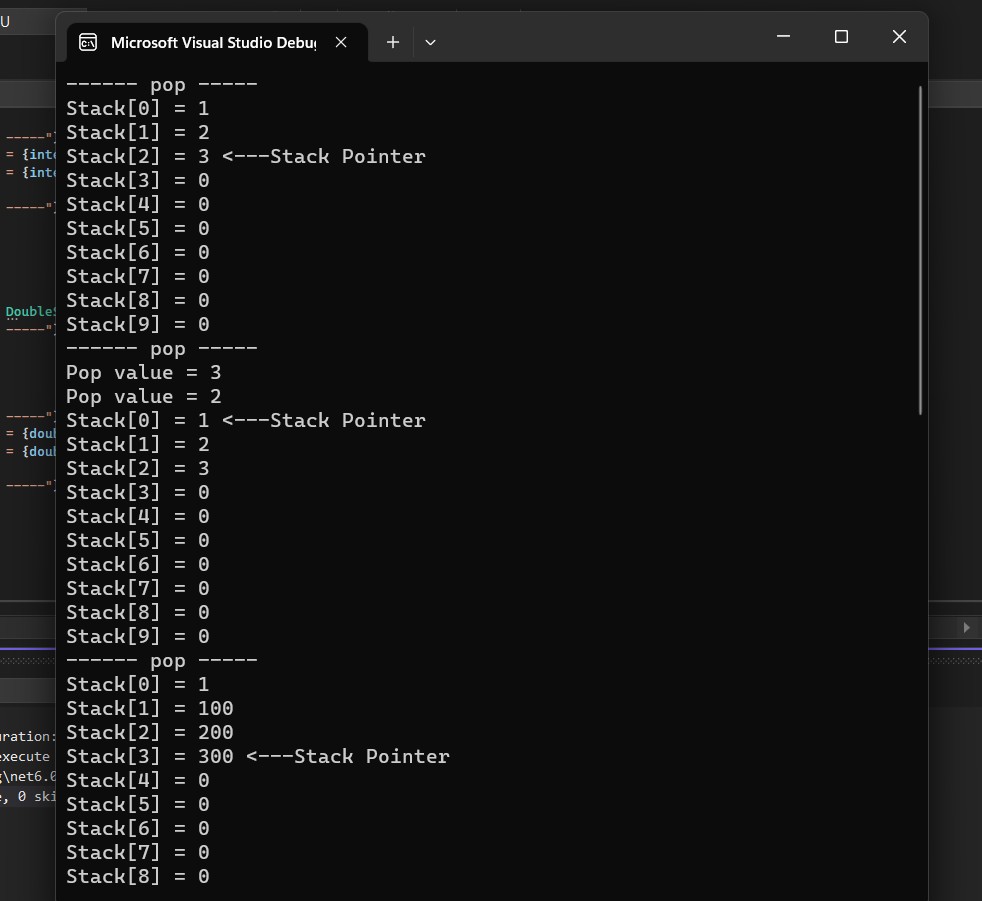 U
Microsoft Visual Studio Debug
------ pop -----
Stack[0] = 1
Stack[1] = 2
Stack[2] = 3 <---Stack Pointer
Stack[3] = 0
Stack[4] = 0
Stack[5] = 0
Stack[6] = 0
Stack[7] = 0
Stack[8] = 0
Stack[9] = 0
------ pop -----
Pop value = 3
Pop value = 2
Stack[0] = 1 <---Stack Pointer
Stack[1] = 2
Stack[2] = 3
Stack[3] = 0
Stack[4] = 0
Stack[5] = 0
Stack[6] = 0
Stack[7] = 0
Stack[8] = 0
Stack[9] = 0
------ pop -----
Stack[0] = 1
Stack[1] = 100
Stack[2] = 200
Stack[3] = 300 <---Stack Pointer
Stack[4] = 0
Stack[5] = 0
Stack[6] = 0
Stack[7] = 0
Stack[8] = 0
-----"
= {inte
= {inte
-----"
Double
-----"
-----"
= {dou
= {dou
-----"
uration:
execute
\net6.0
, 0 ski